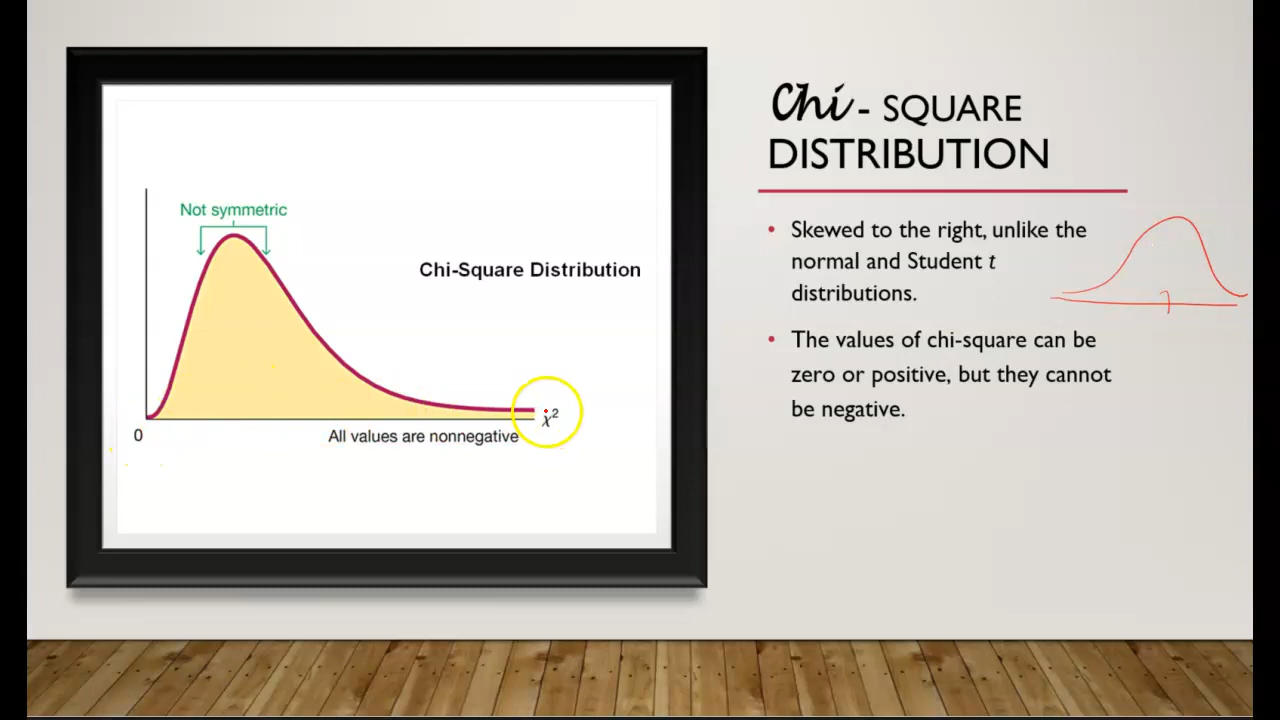 Not symmetric
Chi-Square Distribution
χ²
0
All values are nonnegative
Chi - SQUARE
DISTRIBUTION
• Skewed to the right, unlike the
normal and Student t
distributions.
• The values of chi-square can be
zero or positive, but they cannot
be negative.